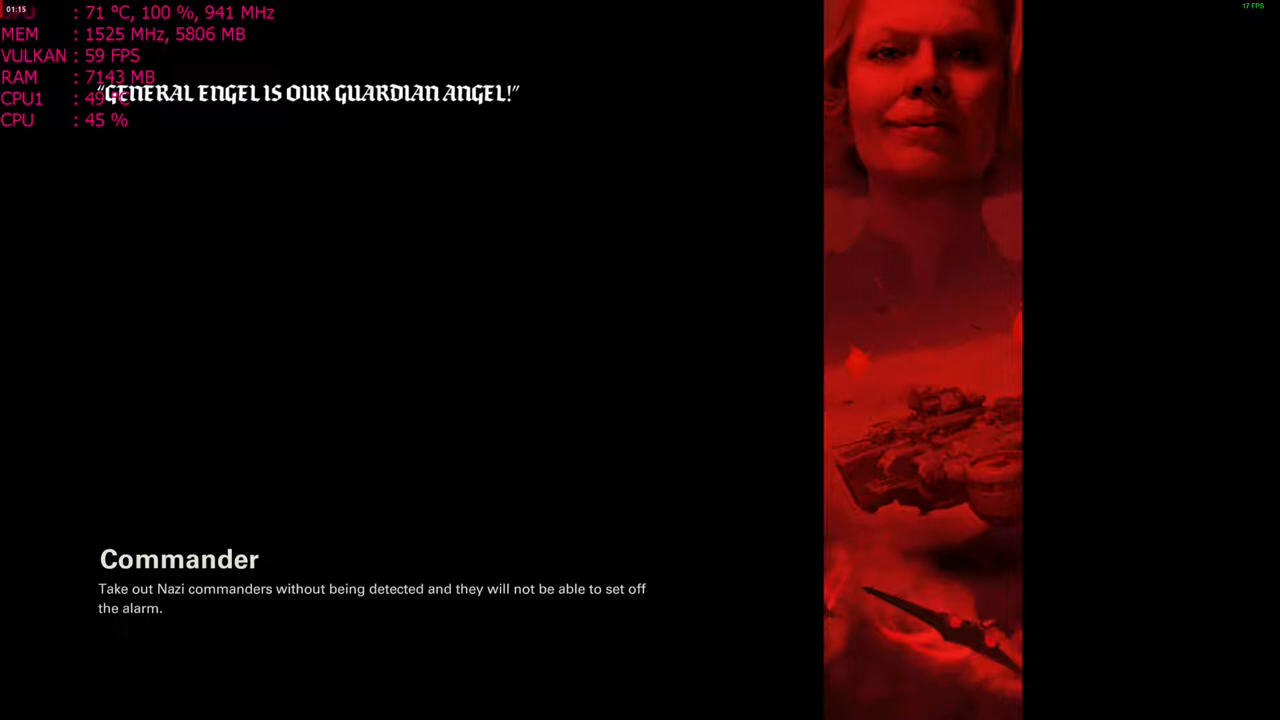 01:15
17 FPS
GPU : 71 °C, 100 %, 941 MHz
MEM : 1525 MHz, 5806 MB
VULKAN : 59 FPS
RAM : 7143 MB
“GENERAL ENGEL IS OUR GUARDIAN ANGEL!”
CPU1 : 49 °C
CPU : 45 %
Commander
Take out Nazi commanders without being detected and they will not be able to set off
the alarm.